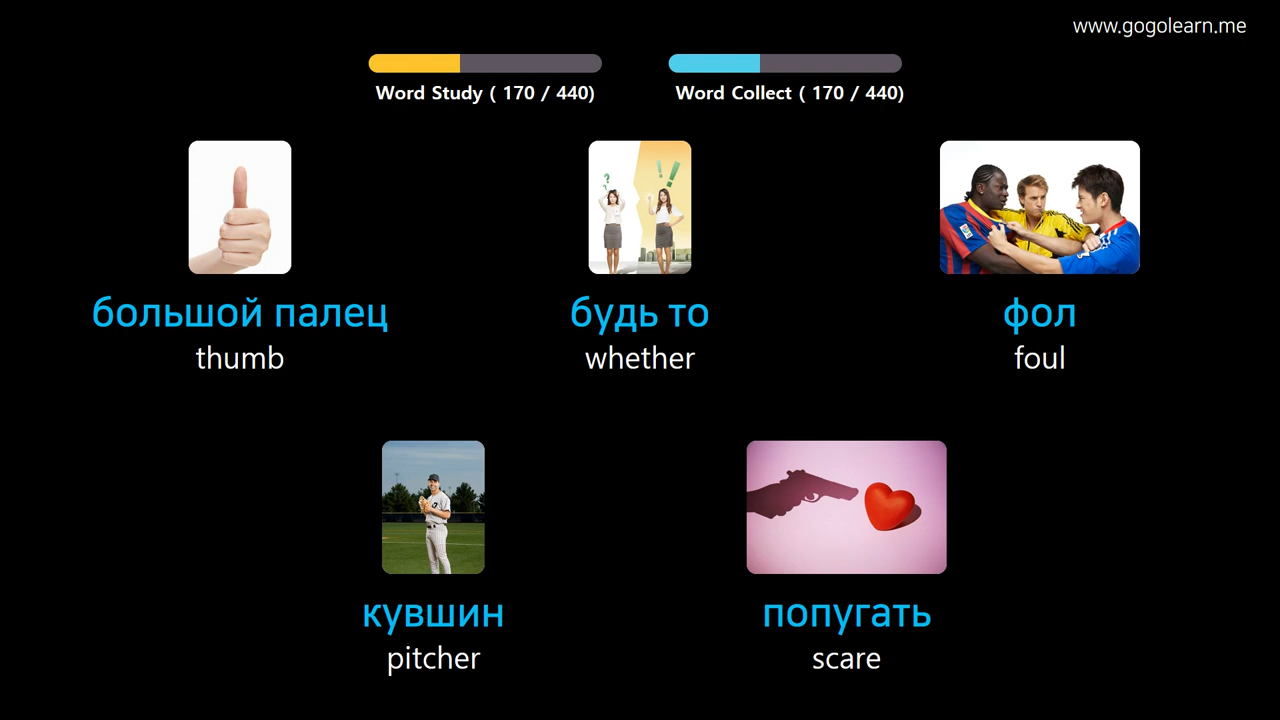 www.gogolearn.me
Word Study ( 170 / 440)
Word Collect ( 170 / 440)
большой палец
thumb
будь то
whether
фол
foul
кувшин
pitcher
попугать
scare